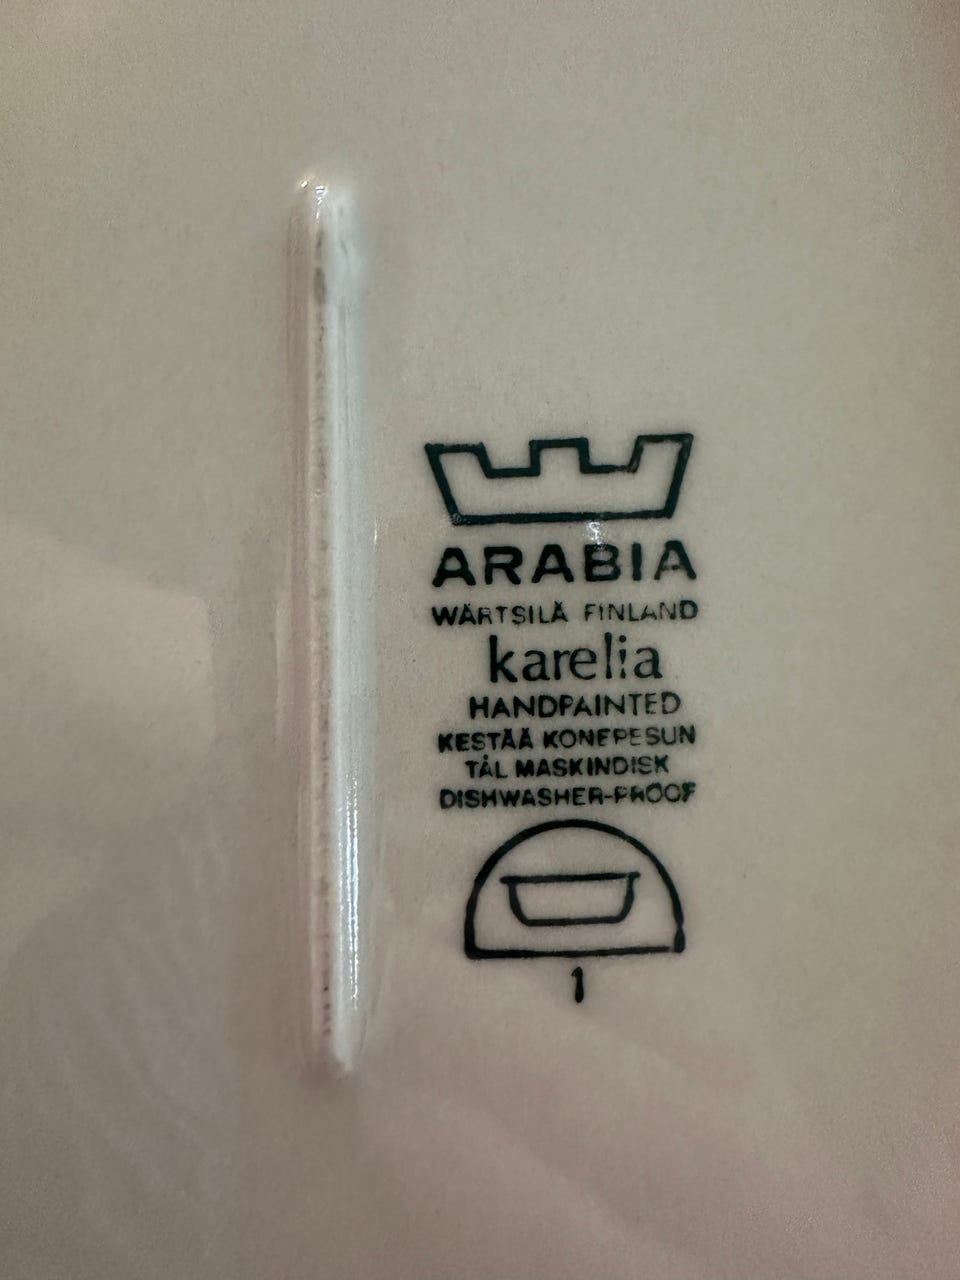 ARABIA
WÄRTSILÄ FINLAND
karelia
HANDPAINTED
KESTÄÄ KONEPESUN
TÅL MASKINDISK
DISHWASHER-PROOF
1